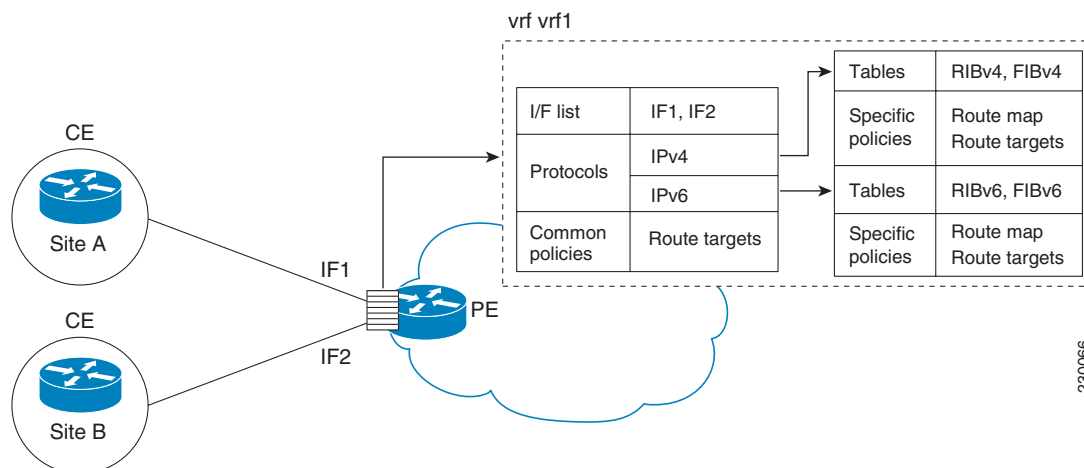 vrf vrf1
I/F list IF1, IF2
Protocols
IPv4
IPv6
Common
policies
Route targets
Tables RIBv4, FIBv4
Specific
policies
Route map
Route targets
Tables RIBv6, FIBv6
Specific
policies
Route map
Route targets
CE
Site A
IF1
CE
Site B
IF2
PE
230066